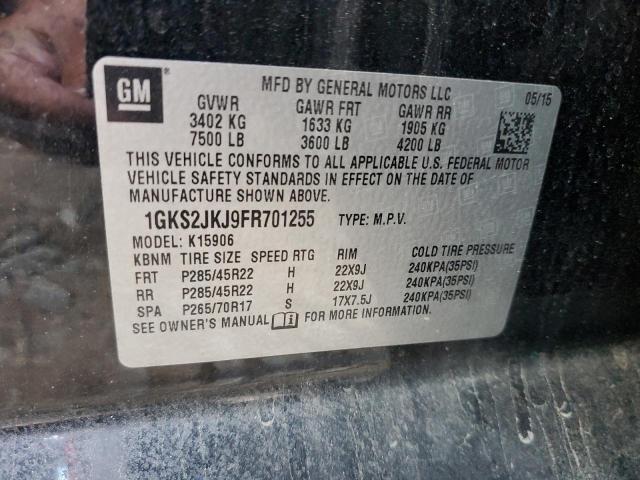 GM
MFD BY GENERAL MOTORS LLC
05/15
GVWR GAWR FRT GAWR RR
3402 KG 1633 KG 1905 KG
7500 LB 3600 LB 4200 LB
THIS VEHICLE CONFORMS TO ALL APPLICABLE U.S. FEDERAL MOTOR
VEHICLE SAFETY STANDARDS IN EFFECT ON THE DATE OF
MANUFACTURE SHOWN ABOVE.
1GKS2JKJ9FR701255 TYPE: M.P.V.
MODEL: K15906
KBNM TIRE SIZE SPEED RTG RIM COLD TIRE PRESSURE
FRT P285/45R22 H 22X9J 240KPA(35PSI)
RR P285/45R22 H 22X9J 240KPA(35PSI)
SPA P265/70R17 S 17X7.5J 240KPA(35PSI)
SEE OWNER'S MANUAL FOR MORE INFORMATION.